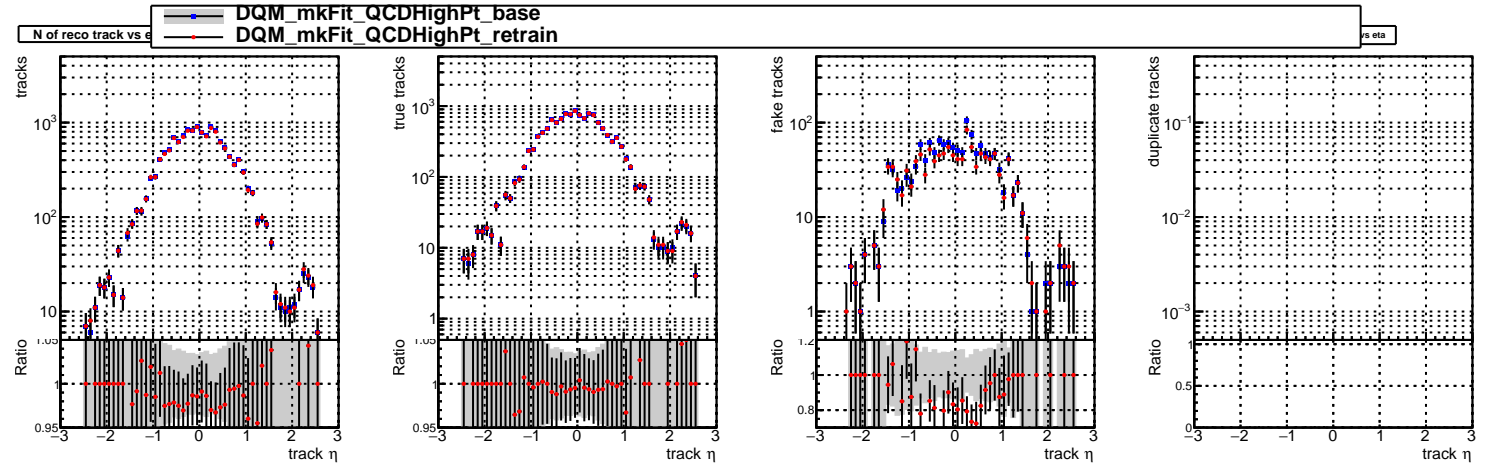 DQM_mkFit_QCDHighPt_base
DQM_mkFit_QCDHighPt_retrain
N of reco track vs e
vs eta
tracks
10³
10²
10
Ratio
1.05
1
0.95
−3 −2 −1 0 1 2 3
track η
true tracks
10³
10²
10
1
Ratio
1.05
1
0.95
−3 −2 −1 0 1 2 3
track η
fake tracks
10²
10
1
Ratio
1.2
1
0.8
−3 −2 −1 0 1 2 3
track η
duplicate tracks
10⁻¹
10⁻²
10⁻³
Ratio
1
0.5
0
−3 −2 −1 0 1 2 3
track η